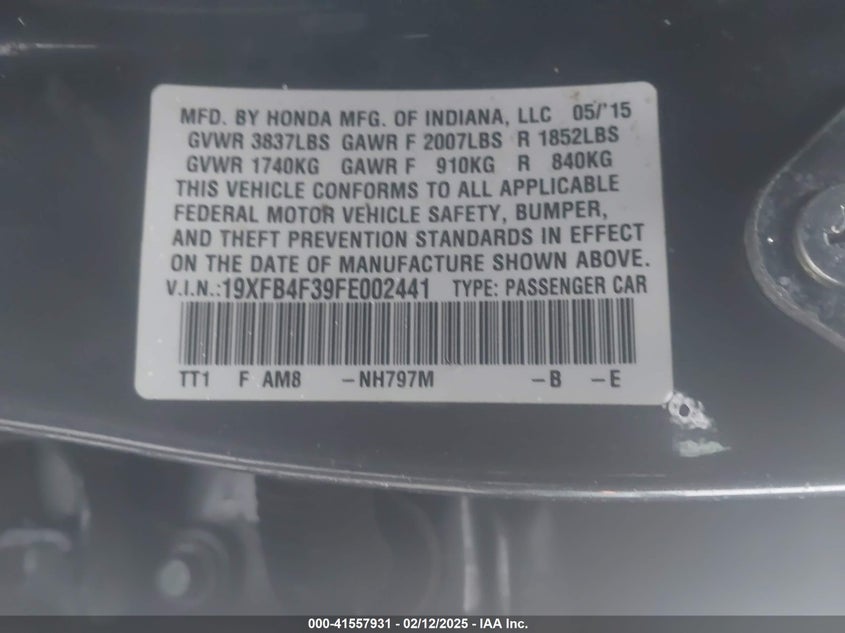 MFD. BY HONDA MFG. OF INDIANA, LLC 05/'15
GVWR 3837LBS GAWR F 2007LBS R 1852LBS
GVWR 1740KG GAWR F 910KG R 840KG
THIS VEHICLE CONFORMS TO ALL APPLICABLE
FEDERAL MOTOR VEHICLE SAFETY, BUMPER,
AND THEFT PREVENTION STANDARDS IN EFFECT
ON THE DATE OF MANUFACTURE SHOWN ABOVE.
V.I.N.:19XFB4F39FE002441 TYPE: PASSENGER CAR
TT1 F AM8 -NH797M -B -E
000-41557931 - 02/12/2025 - IAA Inc.